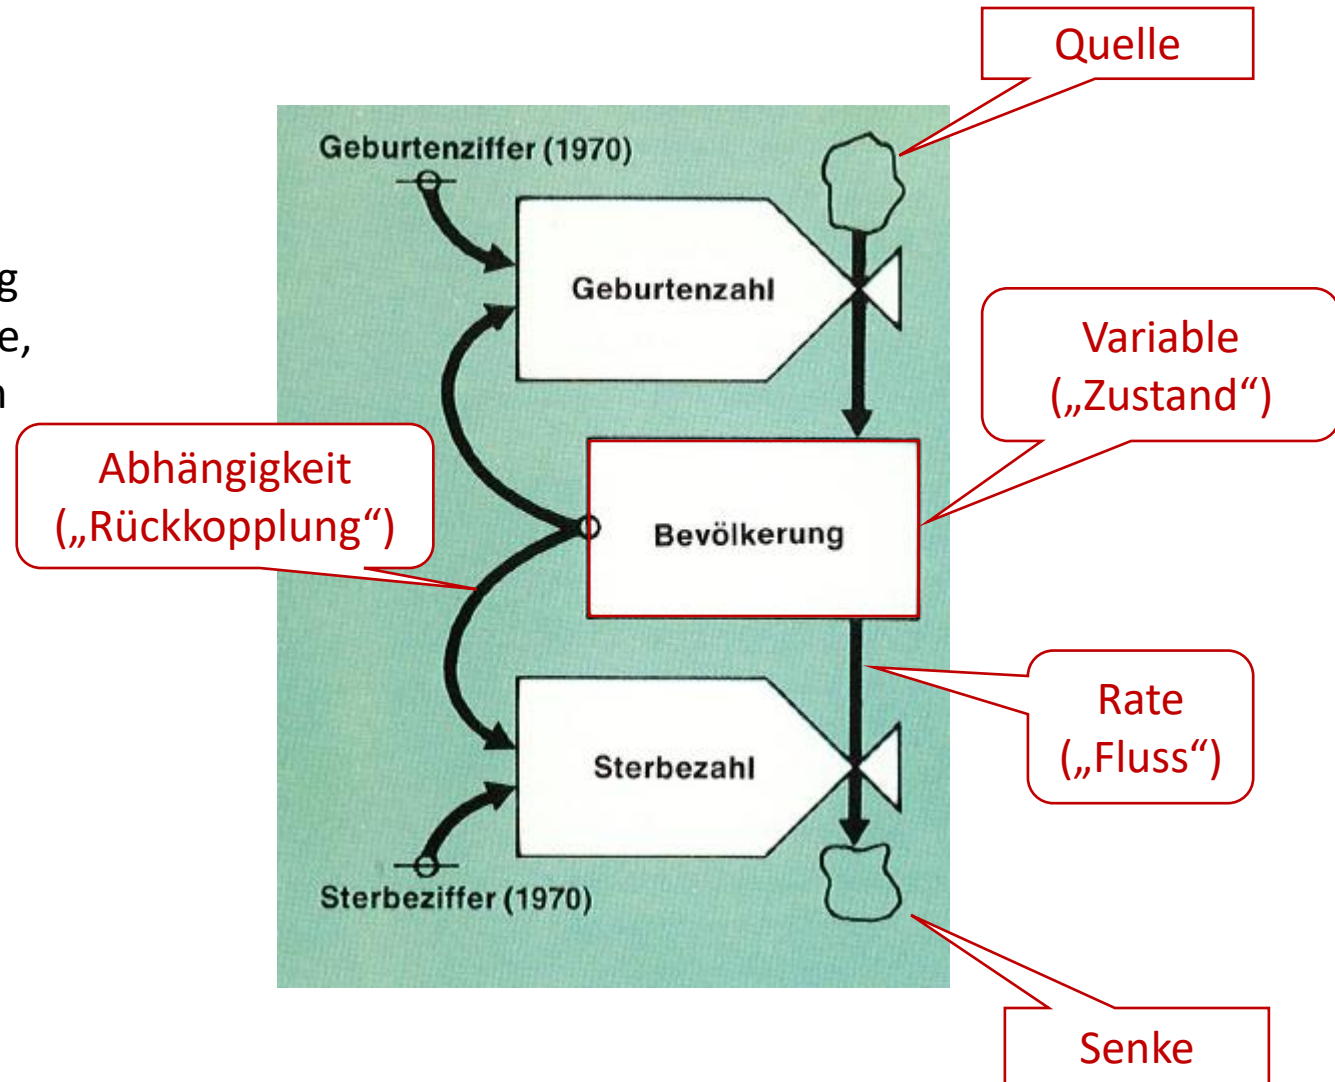 Quelle
Geburtenziffer (1970)
Geburtenzahl
Variable
(„Zustand“)
Abhängigkeit
(„Rückkopplung“)
Bevölkerung
Rate
(„Fluss“)
Sterbezahl
Sterbeziffer (1970)
Senke